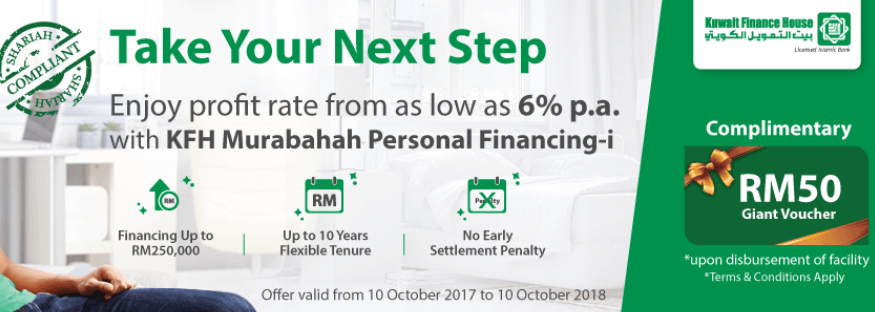 SHARIAH
COMPLIANT
SHARIAH
Take Your Next Step
Enjoy profit rate from as low as 6% p.a.
with KFH Murabahah Personal Financing-i
RM
Financing Up to
RM250,000
RM
Up to 10 Years
Flexible Tenure
Penalty
X
No Early
Settlement Penalty
Offer valid from 10 October 2017 to 10 October 2018
Kuwait Finance House
بيت التمويل الكويتي
Licensed Islamic Bank
Complimentary
RM50
Giant Voucher
*upon disbursement of facility
*Terms & Conditions Apply